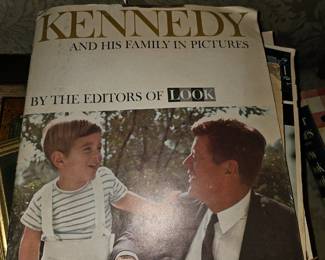 KENNEDY
AND HIS FAMILY IN PICTURES
BY THE EDITORS OF LOOK